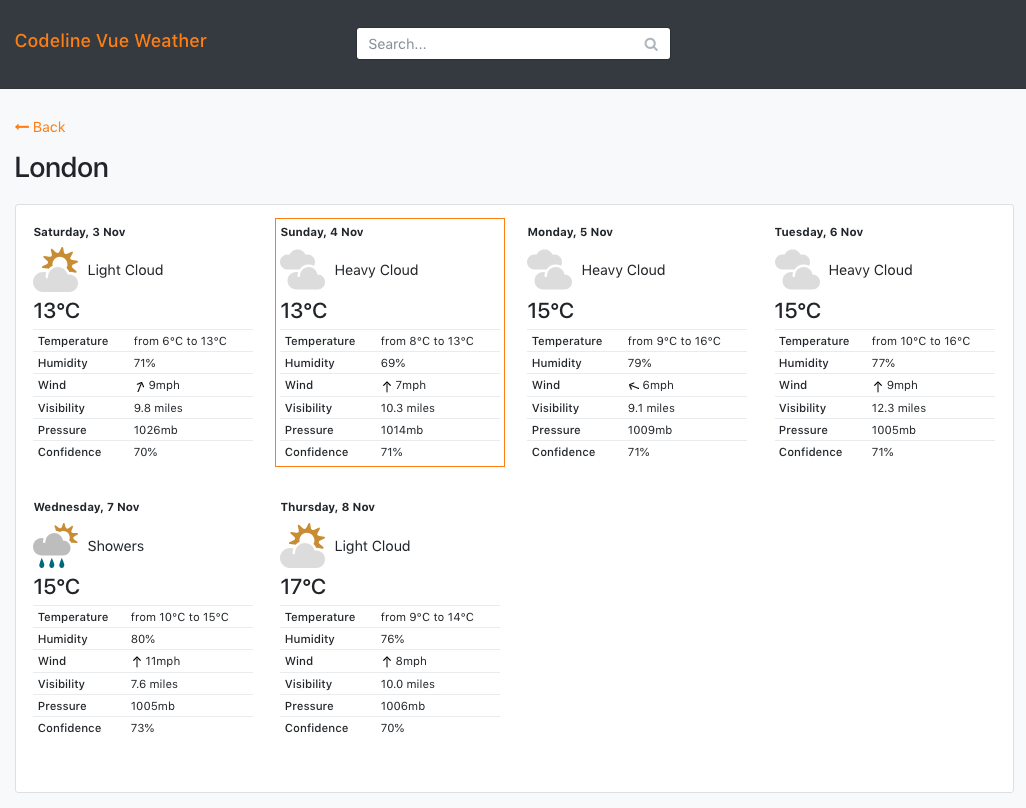 Codeline Vue Weather
Search...
Back
London
Saturday, 3 Nov
Light Cloud
13°C
Temperature from 6°C to 13°C
Humidity 71%
Wind 9mph
Visibility 9.8 miles
Pressure 1026mb
Confidence 70%
Sunday, 4 Nov
Heavy Cloud
13°C
Temperature from 8°C to 13°C
Humidity 69%
Wind 7mph
Visibility 10.3 miles
Pressure 1014mb
Confidence 71%
Monday, 5 Nov
Heavy Cloud
15°C
Temperature from 9°C to 16°C
Humidity 79%
Wind 6mph
Visibility 9.1 miles
Pressure 1009mb
Confidence 71%
Tuesday, 6 Nov
Heavy Cloud
15°C
Temperature from 10°C to 16°C
Humidity 77%
Wind 9mph
Visibility 12.3 miles
Pressure 1005mb
Confidence 71%
Wednesday, 7 Nov
Showers
15°C
Temperature from 10°C to 15°C
Humidity 80%
Wind 11mph
Visibility 7.6 miles
Pressure 1005mb
Confidence 73%
Thursday, 8 Nov
Light Cloud
17°C
Temperature from 9°C to 14°C
Humidity 76%
Wind 8mph
Visibility 10.0 miles
Pressure 1006mb
Confidence 70%